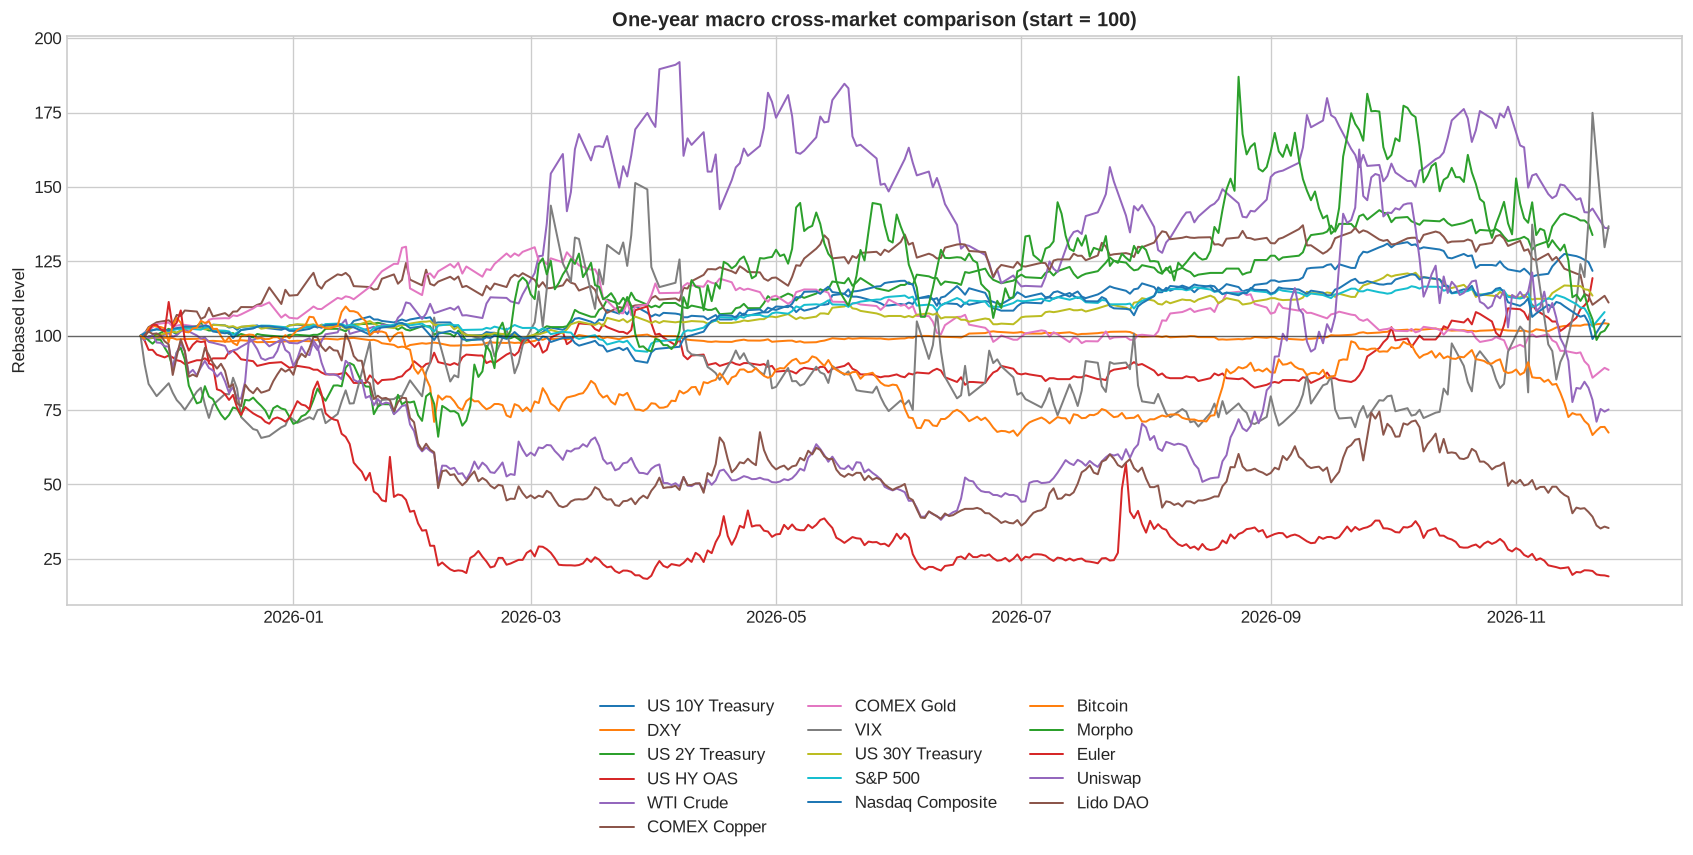 One-year macro cross-market comparison (start = 100)
200
175
150
125
100
75
50
25
Rebased level
2026-01
2026-03
2026-05
2026-07
2026-09
2026-11
US 10Y Treasury
DXY
US 2Y Treasury
US HY OAS
WTI Crude
COMEX Copper
COMEX Gold
VIX
US 30Y Treasury
S&P 500
Nasdaq Composite
Bitcoin
Morpho
Euler
Uniswap
Lido DAO